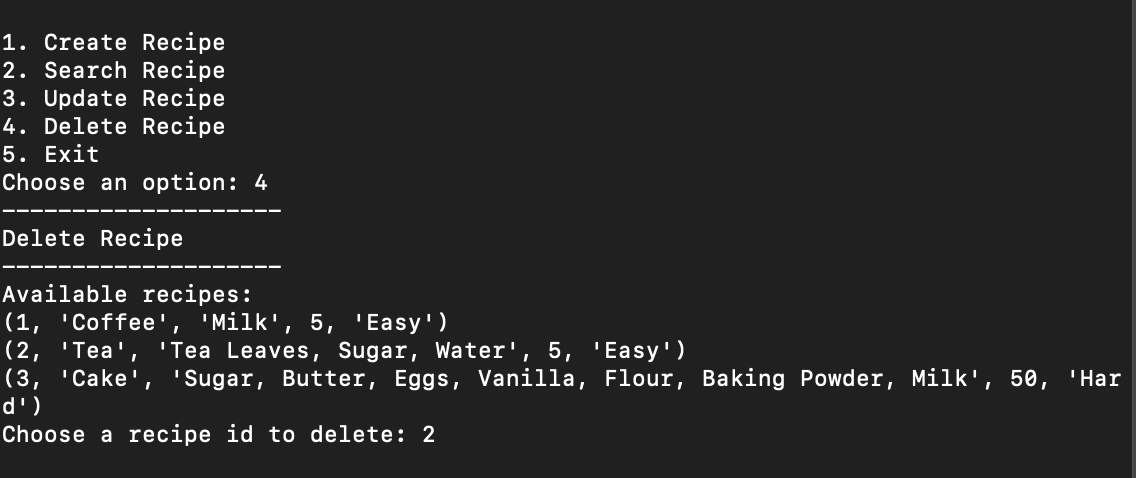 1. Create Recipe
2. Search Recipe
3. Update Recipe
4. Delete Recipe
5. Exit
Choose an option: 4
--------------------
Delete Recipe
--------------------
Available recipes:
(1, 'Coffee', 'Milk', 5, 'Easy')
(2, 'Tea', 'Tea Leaves, Sugar, Water', 5, 'Easy')
(3, 'Cake', 'Sugar, Butter, Eggs, Vanilla, Flour, Baking Powder, Milk', 50, 'Har
d')
Choose a recipe id to delete: 2